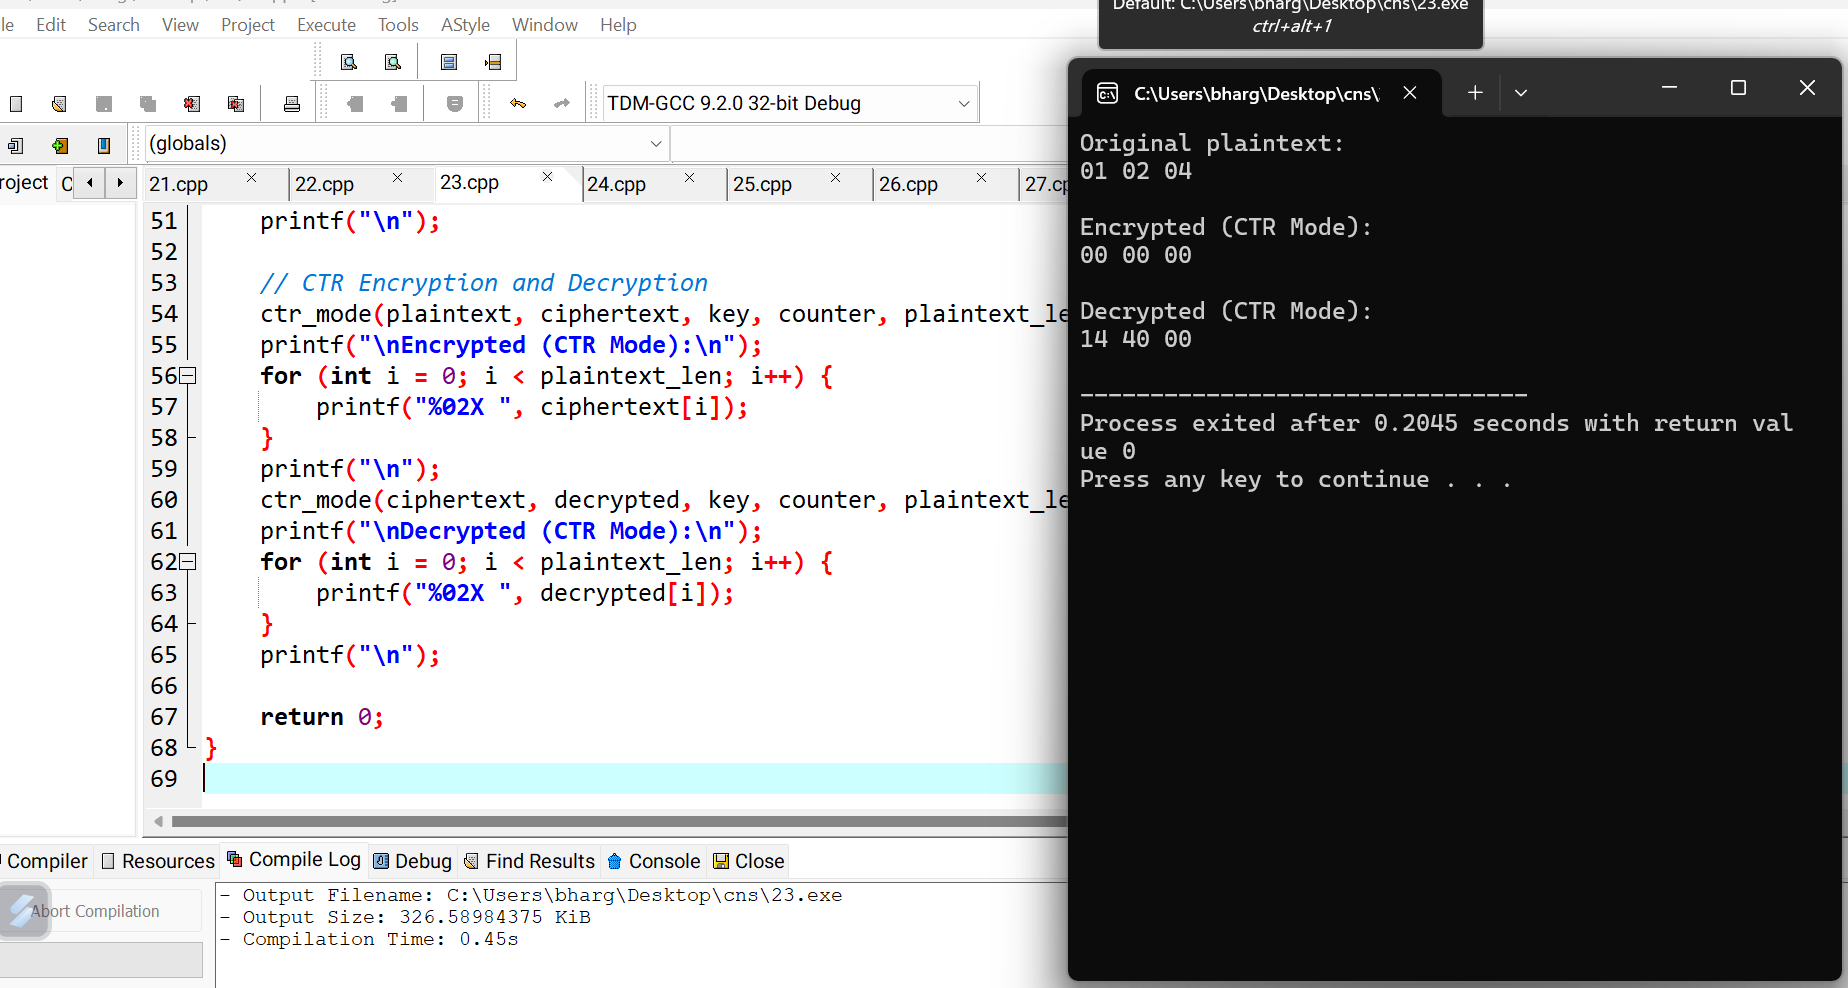 le Edit Search View Project Execute Tools AStyle Window Help
TDM-GCC 9.2.0 32-bit Debug
(globals)
roject C 21.cpp 22.cpp 23.cpp 24.cpp 25.cpp 26.cpp 27.cp
51 printf("\n");
52
53 // CTR Encryption and Decryption
54 ctr_mode(plaintext, ciphertext, key, counter, plaintext_le
55 printf("\nEncrypted (CTR Mode):\n");
56 for (int i = 0; i < plaintext_len; i++) {
57 printf("%02X ", ciphertext[i]);
58 }
59 printf("\n");
60 ctr_mode(ciphertext, decrypted, key, counter, plaintext_le
61 printf("\nDecrypted (CTR Mode):\n");
62 for (int i = 0; i < plaintext_len; i++) {
63 printf("%02X ", decrypted[i]);
64 }
65 printf("\n");
66
67 return 0;
68 }
69
Compiler Resources Compile Log Debug Find Results Console Close
Abort Compilation
- Output Filename: C:\Users\bharg\Desktop\cns\23.exe
- Output Size: 326.58984375 KiB
- Compilation Time: 0.45s
Default: C:\Users\bharg\Desktop\cns\23.exe
ctrl+alt+1
C:\Users\bharg\Desktop\cns\
Original plaintext:
01 02 04
Encrypted (CTR Mode):
00 00 00
Decrypted (CTR Mode):
14 40 00
--------------------------------
Process exited after 0.2045 seconds with return val
ue 0
Press any key to continue . . .